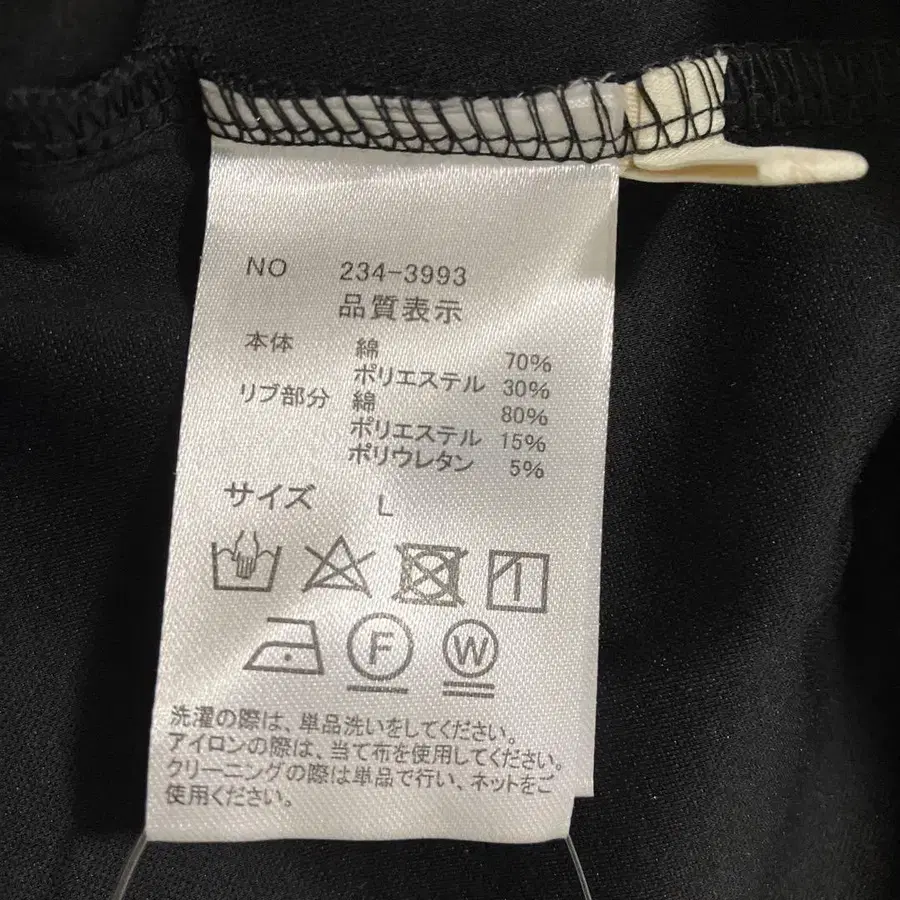 NO 234-3993
品質表示
本体 綿 70%
ポリエステル 30%
リブ部分 綿 80%
ポリエステル 15%
ポリウレタン 5%
サイズ L
F W
洗濯の際は、単品洗いをしてください。
アイロンの際は、当て布を使用してください。
クリーニングの際は単品で行い、ネットをご
使用ください。